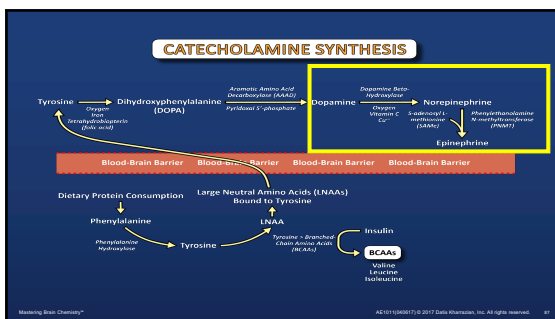 CATECHOLAMINE SYNTHESIS
Aromatic Amino Acid
Decarboxylase (AAAD)
Dopamine Beta-
Hydroxylase
Tyrosine
Dihydroxyphenylalanine
(DOPA)
Dopamine
Norepinephrine
Oxygen
Iron
Tetrahydrobiopterin
(folic acid)
Pyridoxal 5'-phosphate
Oxygen
Vitamin C
S-adenosyl L-
methionine
(SAMe)
Phenylethanolamine
N-methyltransferase
(PNMT)
Epinephrine
Blood-Brain Barrier Blood-Brain Barrier Blood-Brain Barrier Blood-Brain Barrier
Dietary Protein Consumption
Large Neutral Amino Acids (LNAAs)
Bound to Tyrosine
Phenylalanine
LNAA
Insulin
Phenylalanine
Hydroxylase
Tyrosine
Tyrosine > Branched-
Chain Amino Acids
(BCAAs)
BCAAs
Valine
Leucine
Isoleucine
Mastering Brain Chemistry™
AE1011(040617) © 2017 Datis Kharrazian, Inc. All rights reserved. 87